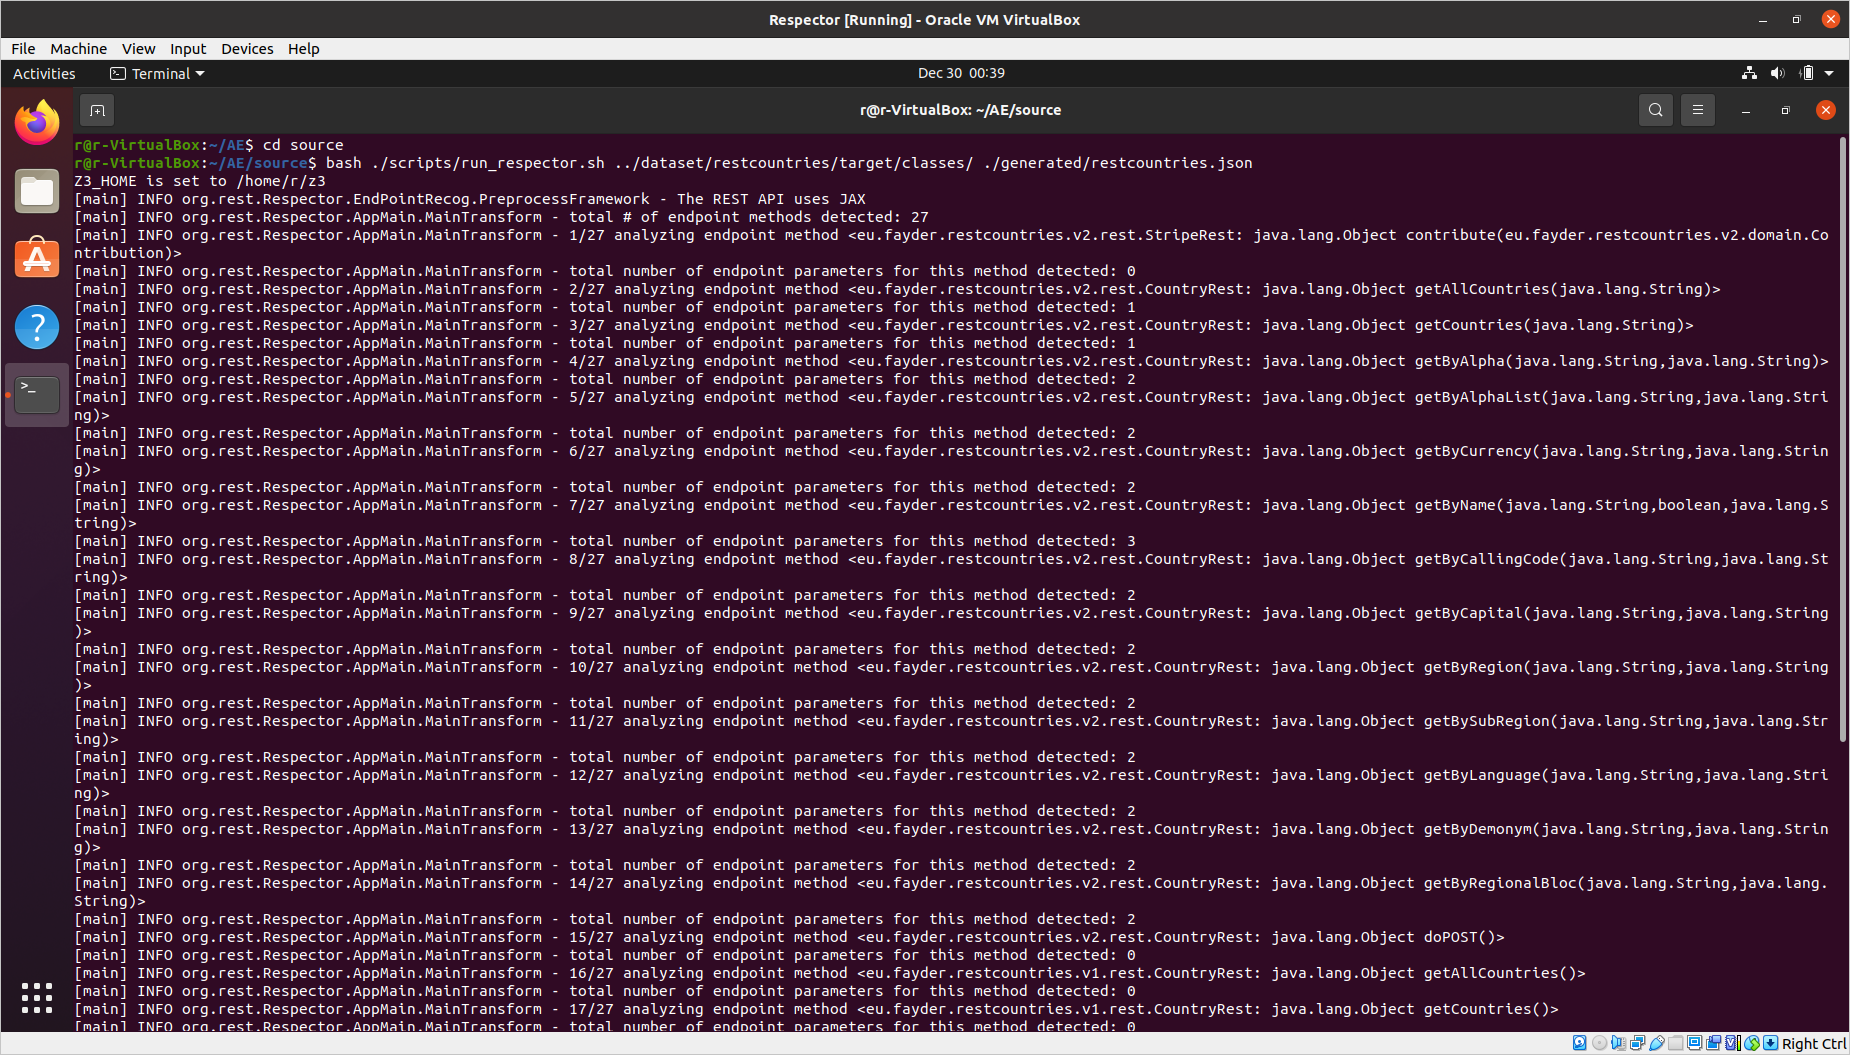 Respector [Running] - Oracle VM VirtualBox
File Machine View Input Devices Help
Activities Terminal Dec 30 00:39
r@r-VirtualBox: ~/AE/source
r@r-VirtualBox:~/AE$ cd source
r@r-VirtualBox:~/AE/source$ bash ./scripts/run_respector.sh ../dataset/restcountries/target/classes/ ./generated/restcountries.json
Z3_HOME is set to /home/r/z3
[main] INFO org.rest.Respector.EndPointRecog.PreprocessFramework - The REST API uses JAX
[main] INFO org.rest.Respector.AppMain.MainTransform - total # of endpoint methods detected: 27
[main] INFO org.rest.Respector.AppMain.MainTransform - 1/27 analyzing endpoint method <eu.fayder.restcountries.v2.rest.StripeRest: java.lang.Object contribute(eu.fayder.restcountries.v2.domain.Co
ntribution)>
[main] INFO org.rest.Respector.AppMain.MainTransform - total number of endpoint parameters for this method detected: 0
[main] INFO org.rest.Respector.AppMain.MainTransform - 2/27 analyzing endpoint method <eu.fayder.restcountries.v2.rest.CountryRest: java.lang.Object getAllCountries(java.lang.String)>
[main] INFO org.rest.Respector.AppMain.MainTransform - total number of endpoint parameters for this method detected: 1
[main] INFO org.rest.Respector.AppMain.MainTransform - 3/27 analyzing endpoint method <eu.fayder.restcountries.v2.rest.CountryRest: java.lang.Object getCountries(java.lang.String)>
[main] INFO org.rest.Respector.AppMain.MainTransform - total number of endpoint parameters for this method detected: 1
[main] INFO org.rest.Respector.AppMain.MainTransform - 4/27 analyzing endpoint method <eu.fayder.restcountries.v2.rest.CountryRest: java.lang.Object getByAlpha(java.lang.String,java.lang.String)>
[main] INFO org.rest.Respector.AppMain.MainTransform - total number of endpoint parameters for this method detected: 2
[main] INFO org.rest.Respector.AppMain.MainTransform - 5/27 analyzing endpoint method <eu.fayder.restcountries.v2.rest.CountryRest: java.lang.Object getByAlphaList(java.lang.String,java.lang.Stri
ng)>
[main] INFO org.rest.Respector.AppMain.MainTransform - total number of endpoint parameters for this method detected: 2
[main] INFO org.rest.Respector.AppMain.MainTransform - 6/27 analyzing endpoint method <eu.fayder.restcountries.v2.rest.CountryRest: java.lang.Object getByCurrency(java.lang.String,java.lang.Strin
g)>
[main] INFO org.rest.Respector.AppMain.MainTransform - total number of endpoint parameters for this method detected: 2
[main] INFO org.rest.Respector.AppMain.MainTransform - 7/27 analyzing endpoint method <eu.fayder.restcountries.v2.rest.CountryRest: java.lang.Object getByName(java.lang.String,boolean,java.lang.S
tring)>
[main] INFO org.rest.Respector.AppMain.MainTransform - total number of endpoint parameters for this method detected: 3
[main] INFO org.rest.Respector.AppMain.MainTransform - 8/27 analyzing endpoint method <eu.fayder.restcountries.v2.rest.CountryRest: java.lang.Object getByCallingCode(java.lang.String,java.lang.St
ring)>
[main] INFO org.rest.Respector.AppMain.MainTransform - total number of endpoint parameters for this method detected: 2
[main] INFO org.rest.Respector.AppMain.MainTransform - 9/27 analyzing endpoint method <eu.fayder.restcountries.v2.rest.CountryRest: java.lang.Object getByCapital(java.lang.String,java.lang.String
)>
[main] INFO org.rest.Respector.AppMain.MainTransform - total number of endpoint parameters for this method detected: 2
[main] INFO org.rest.Respector.AppMain.MainTransform - 10/27 analyzing endpoint method <eu.fayder.restcountries.v2.rest.CountryRest: java.lang.Object getByRegion(java.lang.String,java.lang.String
)>
[main] INFO org.rest.Respector.AppMain.MainTransform - total number of endpoint parameters for this method detected: 2
[main] INFO org.rest.Respector.AppMain.MainTransform - 11/27 analyzing endpoint method <eu.fayder.restcountries.v2.rest.CountryRest: java.lang.Object getBySubRegion(java.lang.String,java.lang.Str
ing)>
[main] INFO org.rest.Respector.AppMain.MainTransform - total number of endpoint parameters for this method detected: 2
[main] INFO org.rest.Respector.AppMain.MainTransform - 12/27 analyzing endpoint method <eu.fayder.restcountries.v2.rest.CountryRest: java.lang.Object getByLanguage(java.lang.String,java.lang.Stri
ng)>
[main] INFO org.rest.Respector.AppMain.MainTransform - total number of endpoint parameters for this method detected: 2
[main] INFO org.rest.Respector.AppMain.MainTransform - 13/27 analyzing endpoint method <eu.fayder.restcountries.v2.rest.CountryRest: java.lang.Object getByDemonym(java.lang.String,java.lang.Strin
g)>
[main] INFO org.rest.Respector.AppMain.MainTransform - total number of endpoint parameters for this method detected: 2
[main] INFO org.rest.Respector.AppMain.MainTransform - 14/27 analyzing endpoint method <eu.fayder.restcountries.v2.rest.CountryRest: java.lang.Object getByRegionalBloc(java.lang.String,java.lang.
String)>
[main] INFO org.rest.Respector.AppMain.MainTransform - total number of endpoint parameters for this method detected: 2
[main] INFO org.rest.Respector.AppMain.MainTransform - 15/27 analyzing endpoint method <eu.fayder.restcountries.v2.rest.CountryRest: java.lang.Object doPOST()>
[main] INFO org.rest.Respector.AppMain.MainTransform - total number of endpoint parameters for this method detected: 0
[main] INFO org.rest.Respector.AppMain.MainTransform - 16/27 analyzing endpoint method <eu.fayder.restcountries.v1.rest.CountryRest: java.lang.Object getAllCountries()>
[main] INFO org.rest.Respector.AppMain.MainTransform - total number of endpoint parameters for this method detected: 0
[main] INFO org.rest.Respector.AppMain.MainTransform - 17/27 analyzing endpoint method <eu.fayder.restcountries.v1.rest.CountryRest: java.lang.Object getCountries()>
[main] INFO org.rest.Respector.AppMain.MainTransform - total number of endpoint parameters for this method detected: 0
Right Ctrl